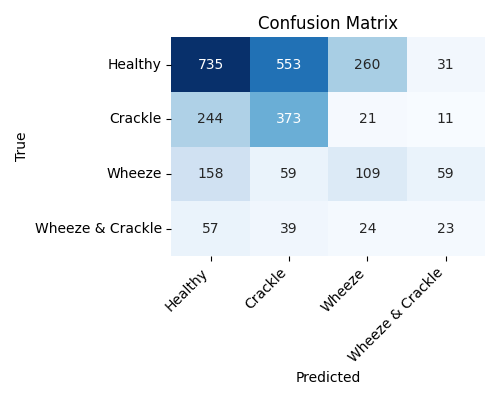 Confusion Matrix
True
Healthy 735 553 260 31
Crackle 244 373 21 11
Wheeze 158 59 109 59
Wheeze & Crackle 57 39 24 23
Healthy Crackle Wheeze Wheeze & Crackle
Predicted